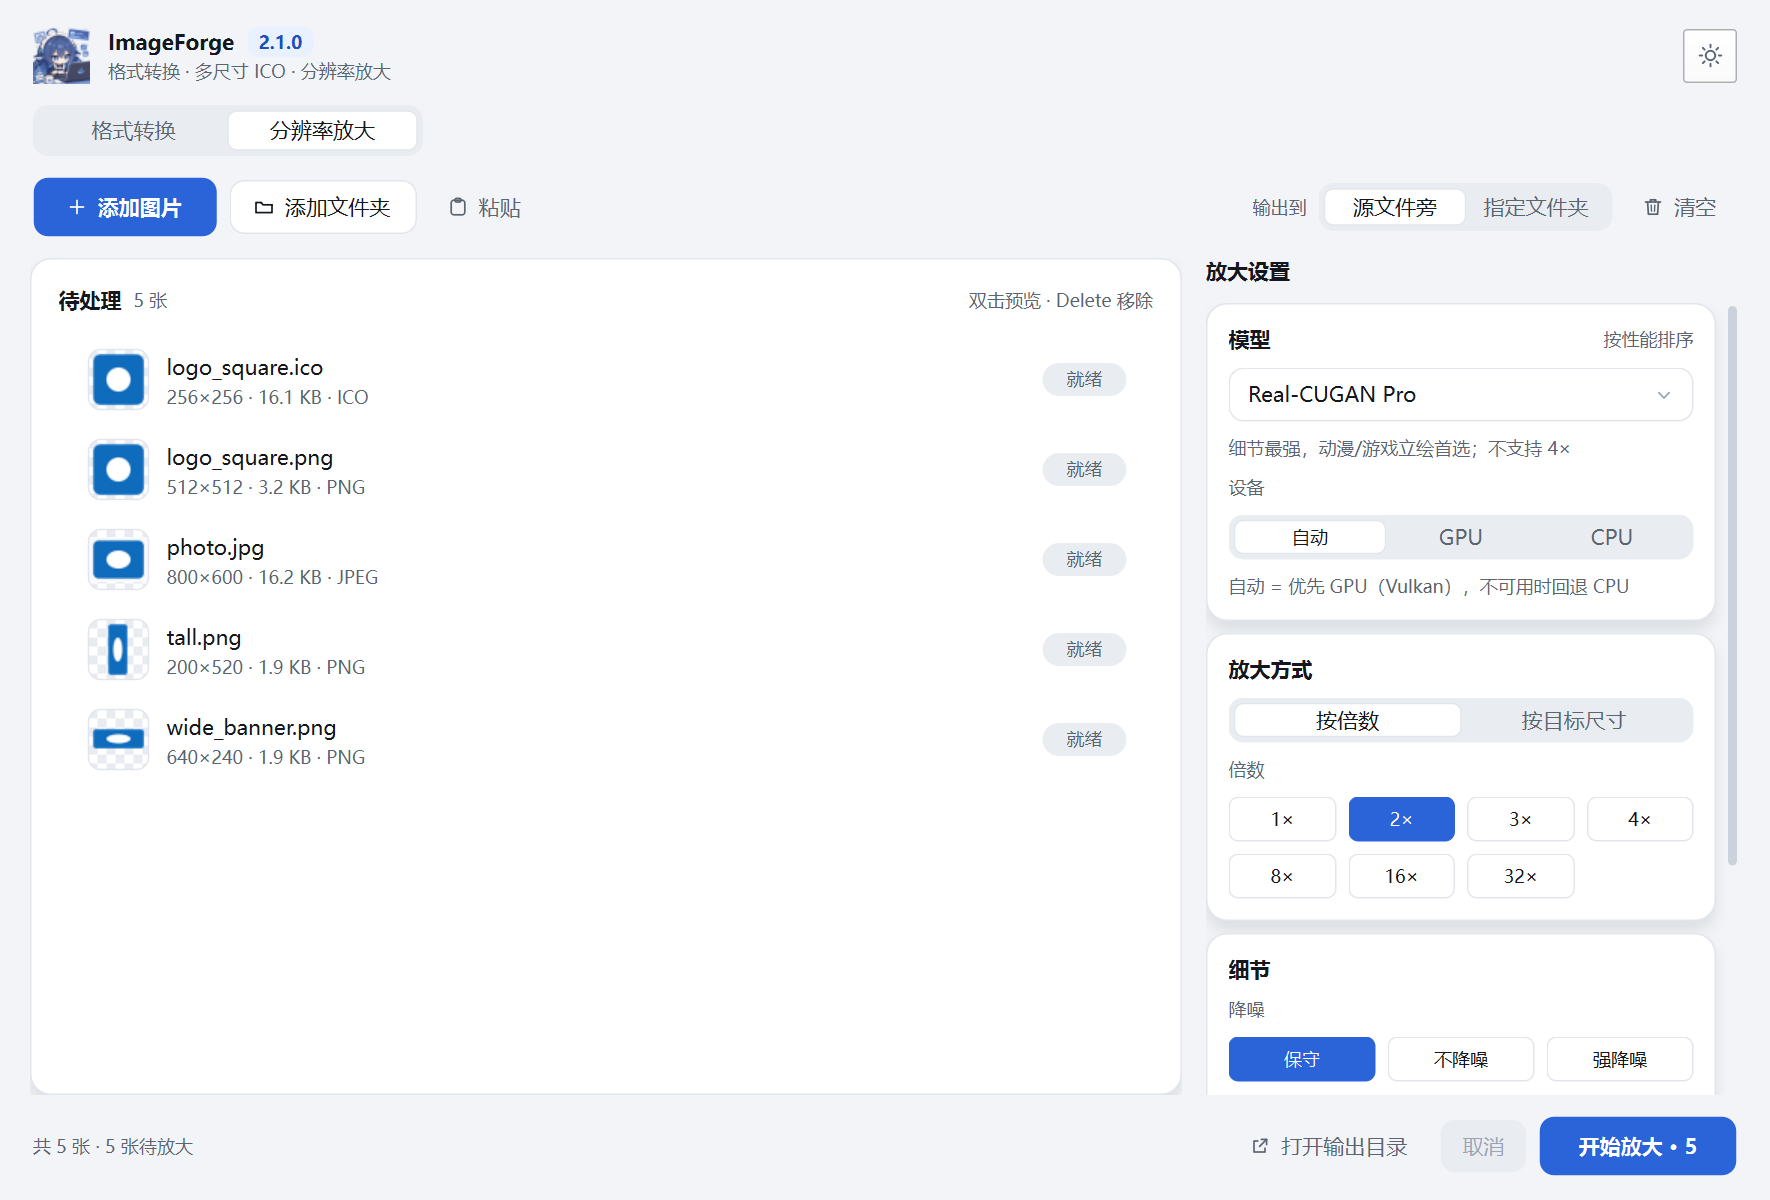 ImageForge 2.1.0
格式转换 · 多尺寸 ICO · 分辨率放大
格式转换 分辨率放大
添加图片 添加文件夹 粘贴 输出到 源文件旁 指定文件夹 清空
待处理 5 张 双击预览 · Delete 移除
logo_square.ico
256×256 · 16.1 KB · ICO
就绪
logo_square.png
512×512 · 3.2 KB · PNG
就绪
photo.jpg
800×600 · 16.2 KB · JPEG
就绪
tall.png
200×520 · 1.9 KB · PNG
就绪
wide_banner.png
640×240 · 1.9 KB · PNG
就绪
放大设置
模型 按性能排序
Real-CUGAN Pro
细节最强，动漫/游戏立绘首选；不支持 4×
设备
自动 GPU CPU
自动 = 优先 GPU（Vulkan），不可用时回退 CPU
放大方式
按倍数 按目标尺寸
倍数
1× 2× 3× 4×
8× 16× 32×
细节
降噪
保守 不降噪 强降噪
共 5 张 · 5 张待放大 打开输出目录 取消 开始放大 • 5